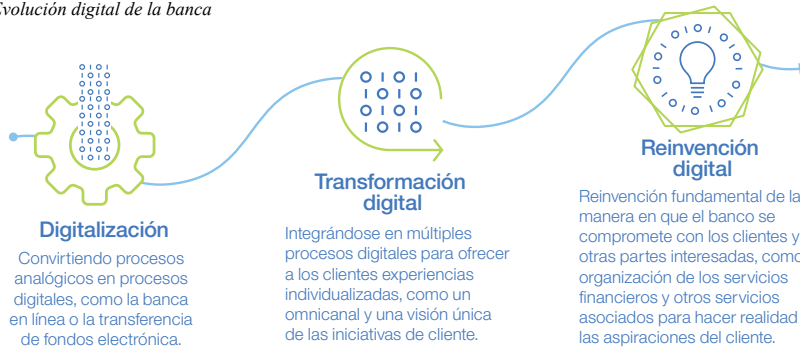 Evolución digital de la banca
Digitalización
Convirtiendo procesos
analógicos en procesos
digitales, como la banca
en línea o la transferencia
de fondos electrónica.
Transformación
digital
Integrándose en múltiples
procesos digitales para ofrecer
a los clientes experiencias
individualizadas, como un
omnicanal y una visión única
de las iniciativas de cliente.
Reinvención
digital
Reinvención fundamental de la
manera en que el banco se
compromete con los clientes y
otras partes interesadas, como
organización de los servicios
financieros y otros servicios
asociados para hacer realidad
las aspiraciones del cliente.